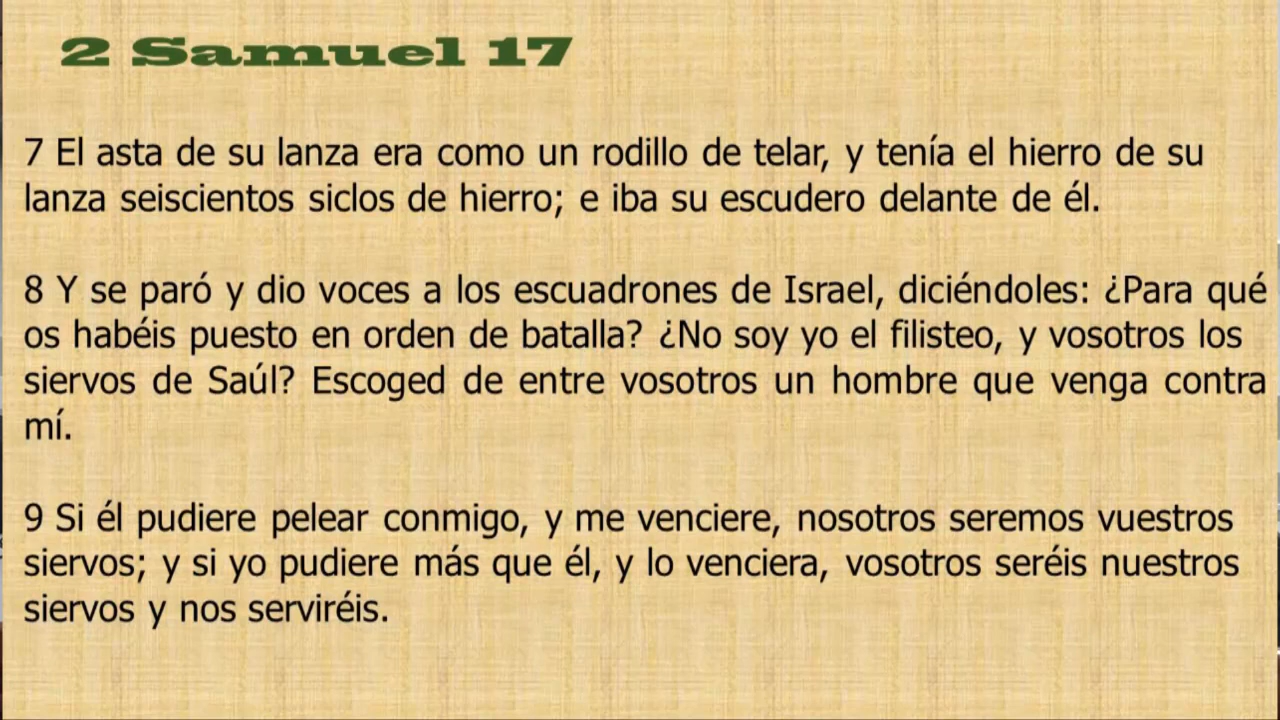 2 Samuel 17
7 El asta de su lanza era como un rodillo de telar, y tenía el hierro de su
lanza seiscientos siclos de hierro; e iba su escudero delante de él.
8 Y se paró y dio voces a los escuadrones de Israel, diciéndoles: ¿Para qué
os habéis puesto en orden de batalla? ¿No soy yo el filisteo, y vosotros los
siervos de Saúl? Escoged de entre vosotros un hombre que venga contra
mí.
9 Si él pudiere pelear conmigo, y me venciere, nosotros seremos vuestros
siervos; y si yo pudiere más que él, y lo venciera, vosotros seréis nuestros
siervos y nos serviréis.